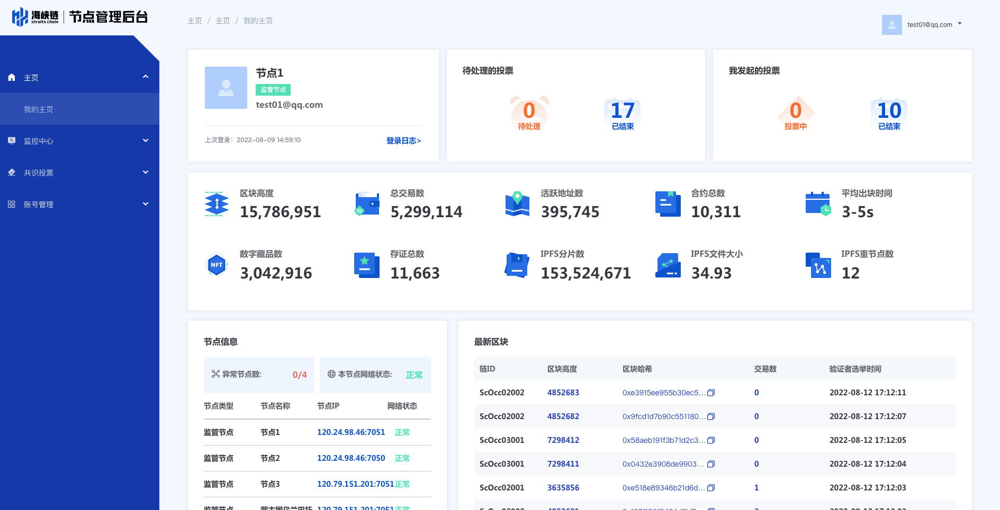 海峡链
straits chain
节点管理后台
主页 / 主页 / 我的主页
test01@qq.com
主页
我的主页
监控中心
共识投票
账号管理
节点1
监管节点
test01@qq.com
上次登录：2022-08-09 14:59:10
登录日志>
待处理的投票
0
待处理
17
已结束
我发起的投票
0
投票中
10
已结束
区块高度
15,786,951
总交易数
5,299,114
活跃地址数
395,745
合约总数
10,311
平均出块时间
3-5s
NFT
数字藏品数
3,042,916
存证总数
11,663
IPFS分片数
153,524,671
IPFS文件大小
34.93
IPFS重节点数
12
节点信息
异常节点数: 0/4
本节点网络状态: 正常
节点类型 节点名称 节点IP 网络状态
监管节点 节点1 120.24.98.46:7051 正常
监管节点 节点2 120.24.98.46:7050 正常
监管节点 节点3 120.79.151.201:7051 正常
监管节点 蒙古国乌兰巴托 120.79.151.201:7051 正常
最新区块
链ID 区块高度 区块哈希 交易数 验证者选举时间
ScOcc02002 4852683 0xe3915ee955b30ec5... 0 2022-08-12 17:12:11
ScOcc02002 4852682 0x9fcd1d7b90c551180... 0 2022-08-12 17:12:07
ScOcc03001 7298412 0x58aeb191f3b71d2c3... 0 2022-08-12 17:12:05
ScOcc03001 7298411 0x0432e3908de9903... 0 2022-08-12 17:12:04
ScOcc02001 3635856 0xe518e89346b21d6d... 1 2022-08-12 17:12:03